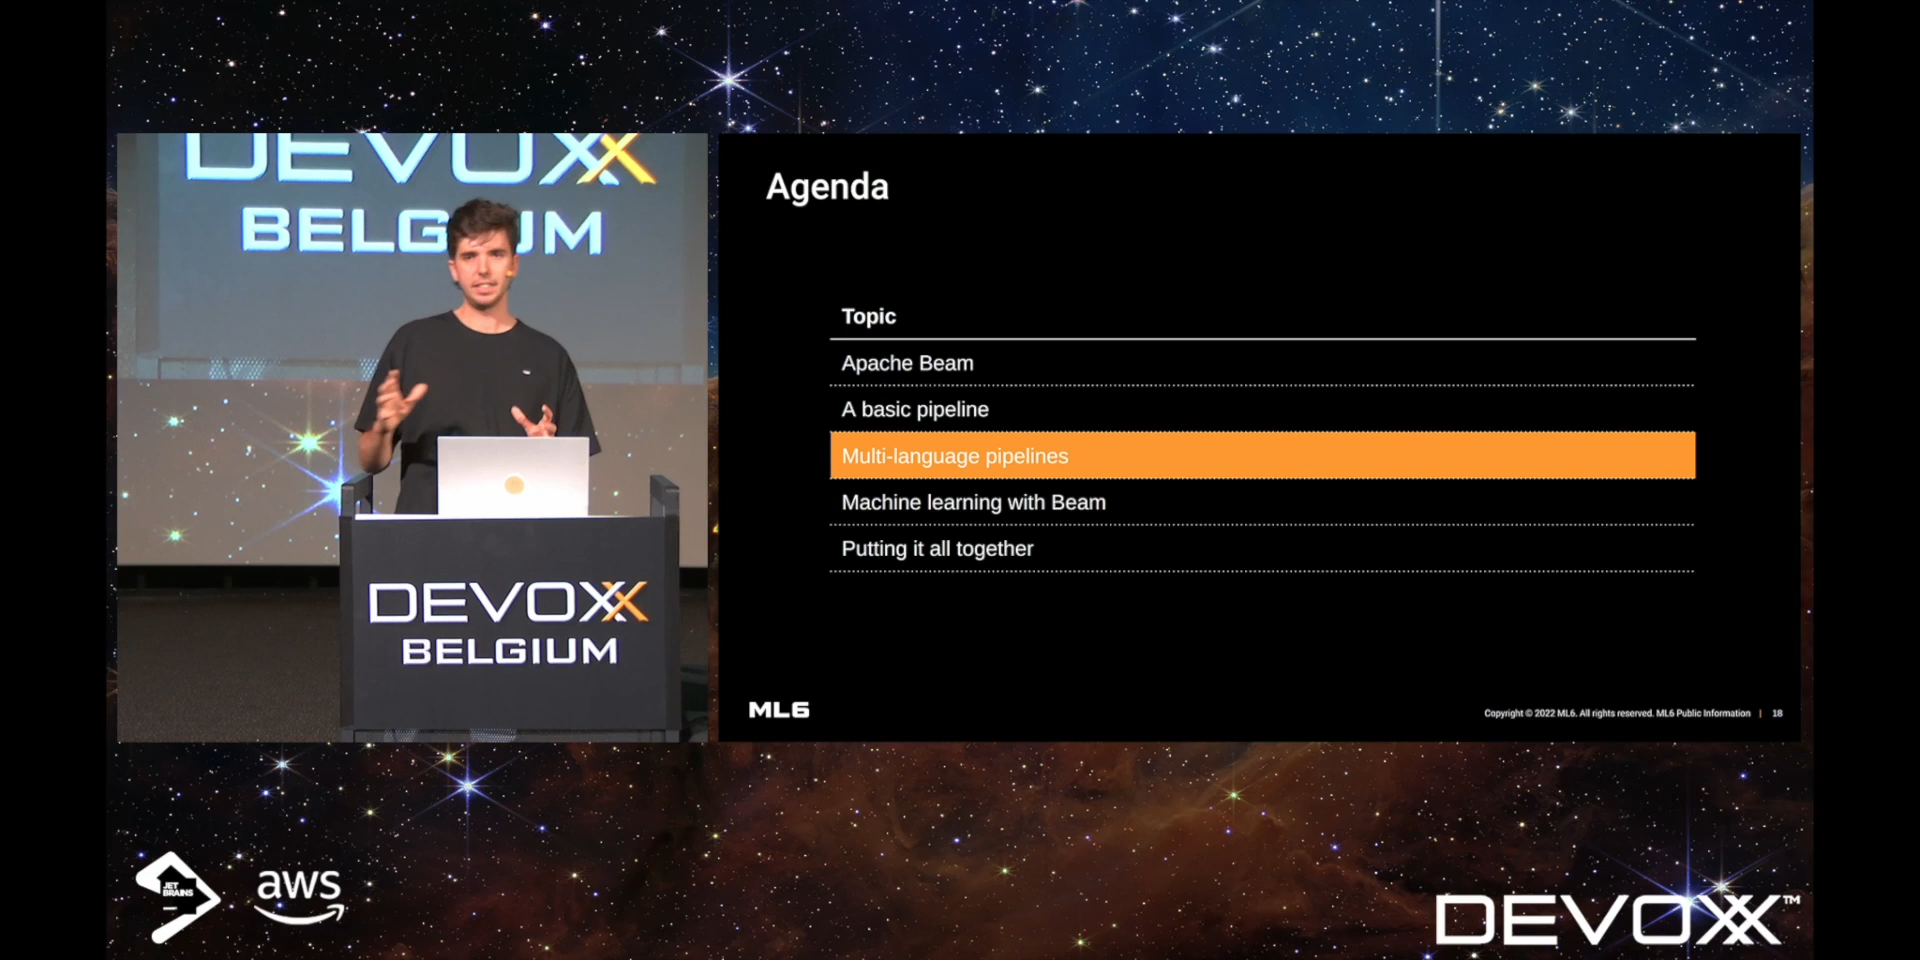 DEVOXX
BELGIUM
DEVOXX
BELGIUM
Agenda
Topic
Apache Beam
A basic pipeline
Multi-language pipelines
Machine learning with Beam
Putting it all together
ML6
Copyright © 2022 ML6. All rights reserved. ML6 Public Information | 18
JET
BRAINS
aws
DEVOXX™